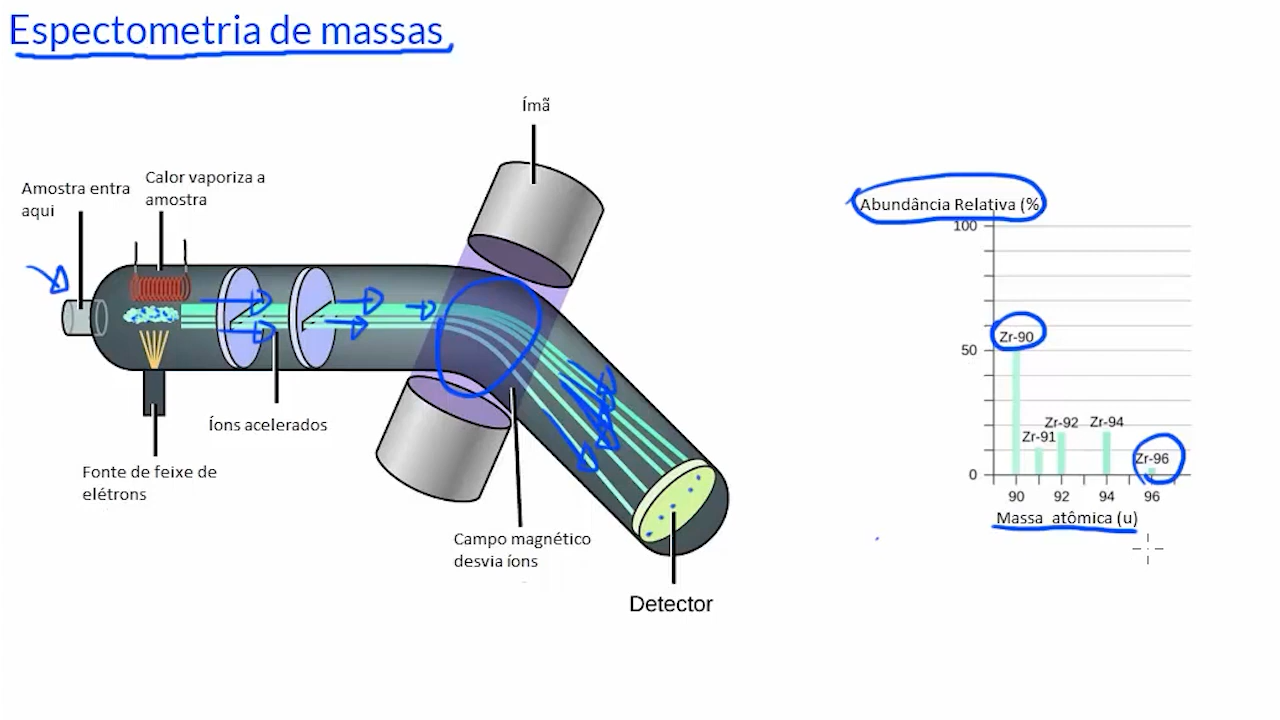 Espectometria de massas
Ímã
Amostra entra
aqui
Calor vaporiza a
amostra
Íons acelerados
Fonte de feixe de
elétrons
Campo magnético
desvia íons
Detector
Abundância Relativa (%
100
50
0
Zr-90
Zr-91
Zr-92
Zr-94
Zr-96
90
92
94
96
Massa atômica (u)